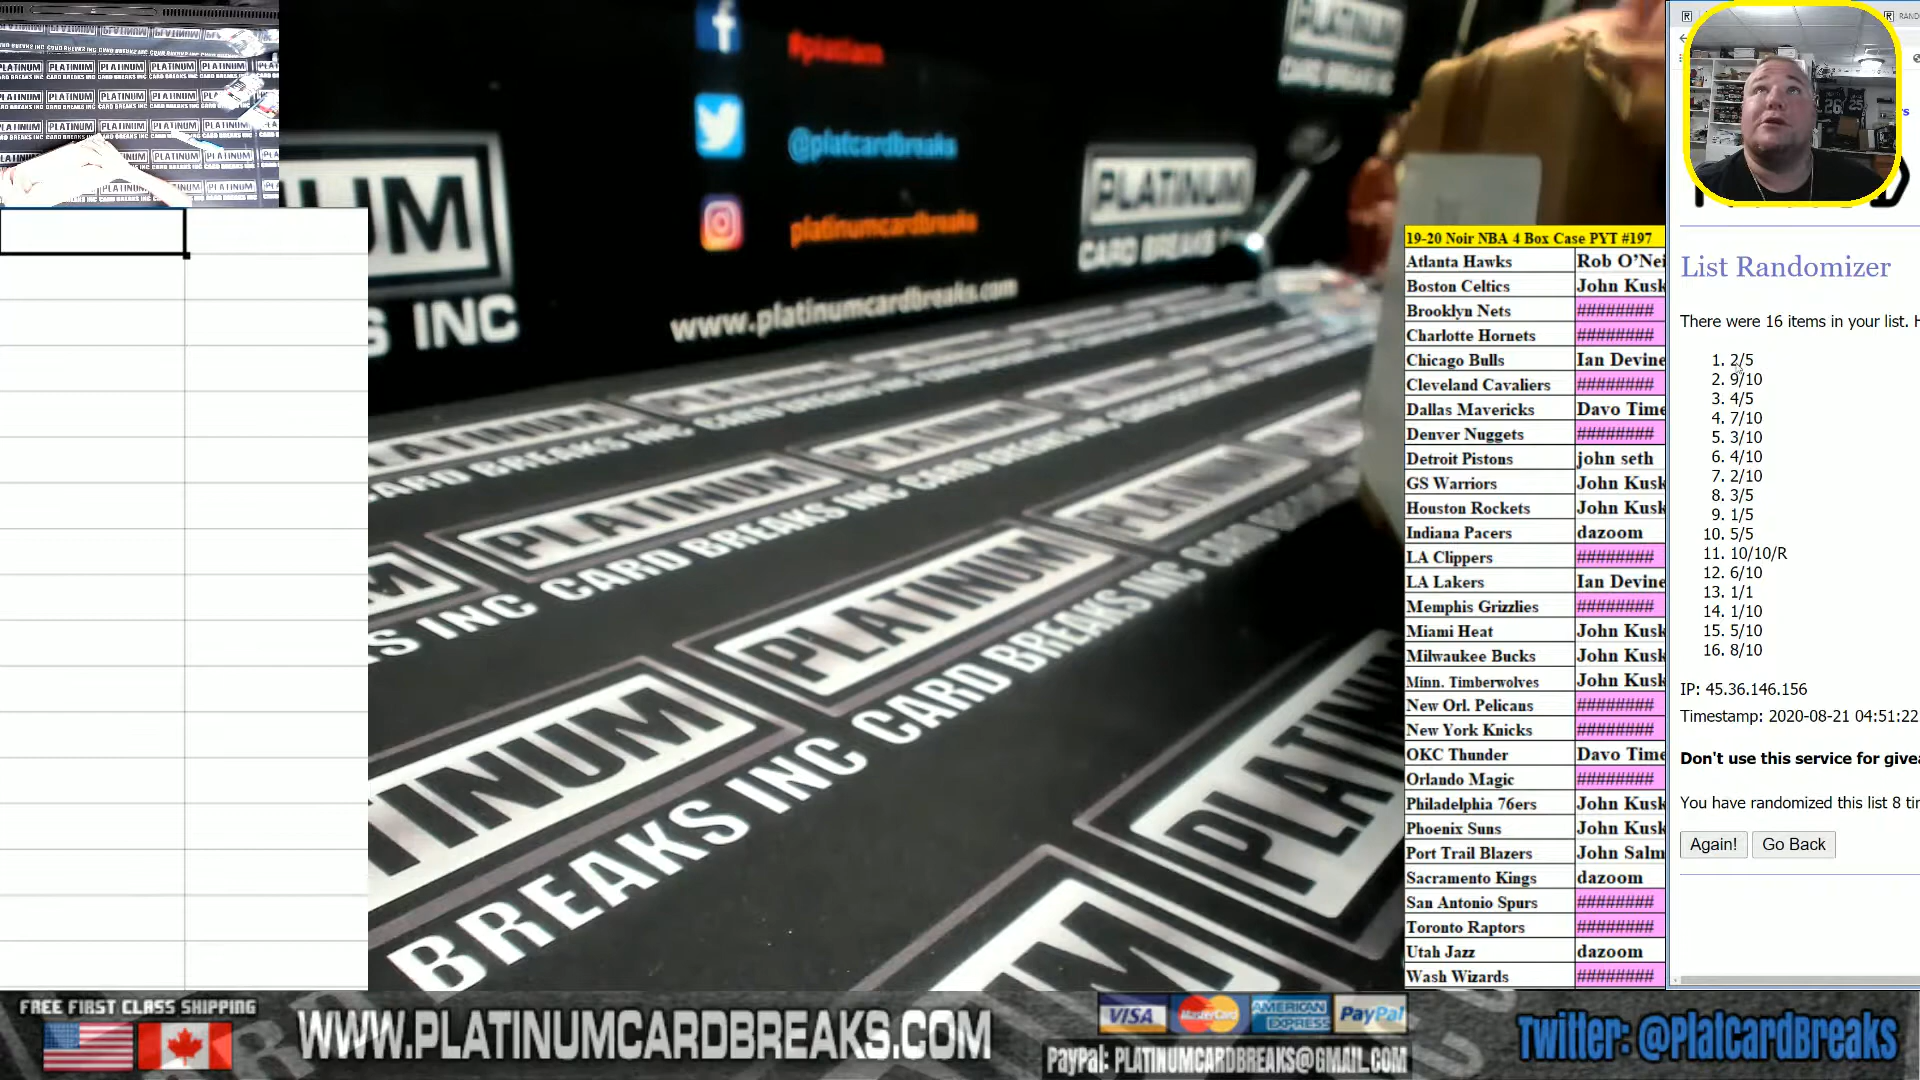 #platinum
@platcardbreaks
platinumcardbreaks
www.platinumcardbreaks.com
PLATINUM
CARD BREAKS INC
19-20 Noir NBA 4 Box Case PYT #197
Atlanta Hawks Rob O'Nei
Boston Celtics John Kusk
Brooklyn Nets ########
Charlotte Hornets ########
Chicago Bulls Ian Devine
Cleveland Cavaliers ########
Dallas Mavericks Davo Time
Denver Nuggets ########
Detroit Pistons john seth
GS Warriors John Kusk
Houston Rockets John Kusk
Indiana Pacers dazoom
LA Clippers ########
LA Lakers Ian Devine
Memphis Grizzlies ########
Miami Heat John Kusk
Milwaukee Bucks John Kusk
Minn. Timberwolves John Kusk
New Orl. Pelicans ########
New York Knicks ########
OKC Thunder Davo Time
Orlando Magic ########
Philadelphia 76ers John Kusk
Phoenix Suns John Kusk
Port Trail Blazers John Salm
Sacramento Kings dazoom
San Antonio Spurs ########
Toronto Raptors ########
Utah Jazz dazoom
Wash Wizards ########
List Randomizer
There were 16 items in your list. H
1. 2/5
2. 9/10
3. 4/5
4. 7/10
5. 3/10
6. 4/10
7. 2/10
8. 3/5
9. 1/5
10. 5/5
11. 10/10/R
12. 6/10
13. 1/1
14. 1/10
15. 5/10
16. 8/10
IP: 45.36.146.156
Timestamp: 2020-08-21 04:51:22
Don't use this service for givea
You have randomized this list 8 tin
Again! Go Back
FREE FIRST CLASS SHIPPING
WWW.PLATINUMCARDBREAKS.COM
VISA MasterCard AMERICAN EXPRESS PayPal
PayPal: PLATINUMCARDBREAKS@GMAIL.COM
Twitter: @PlatCardBreaks